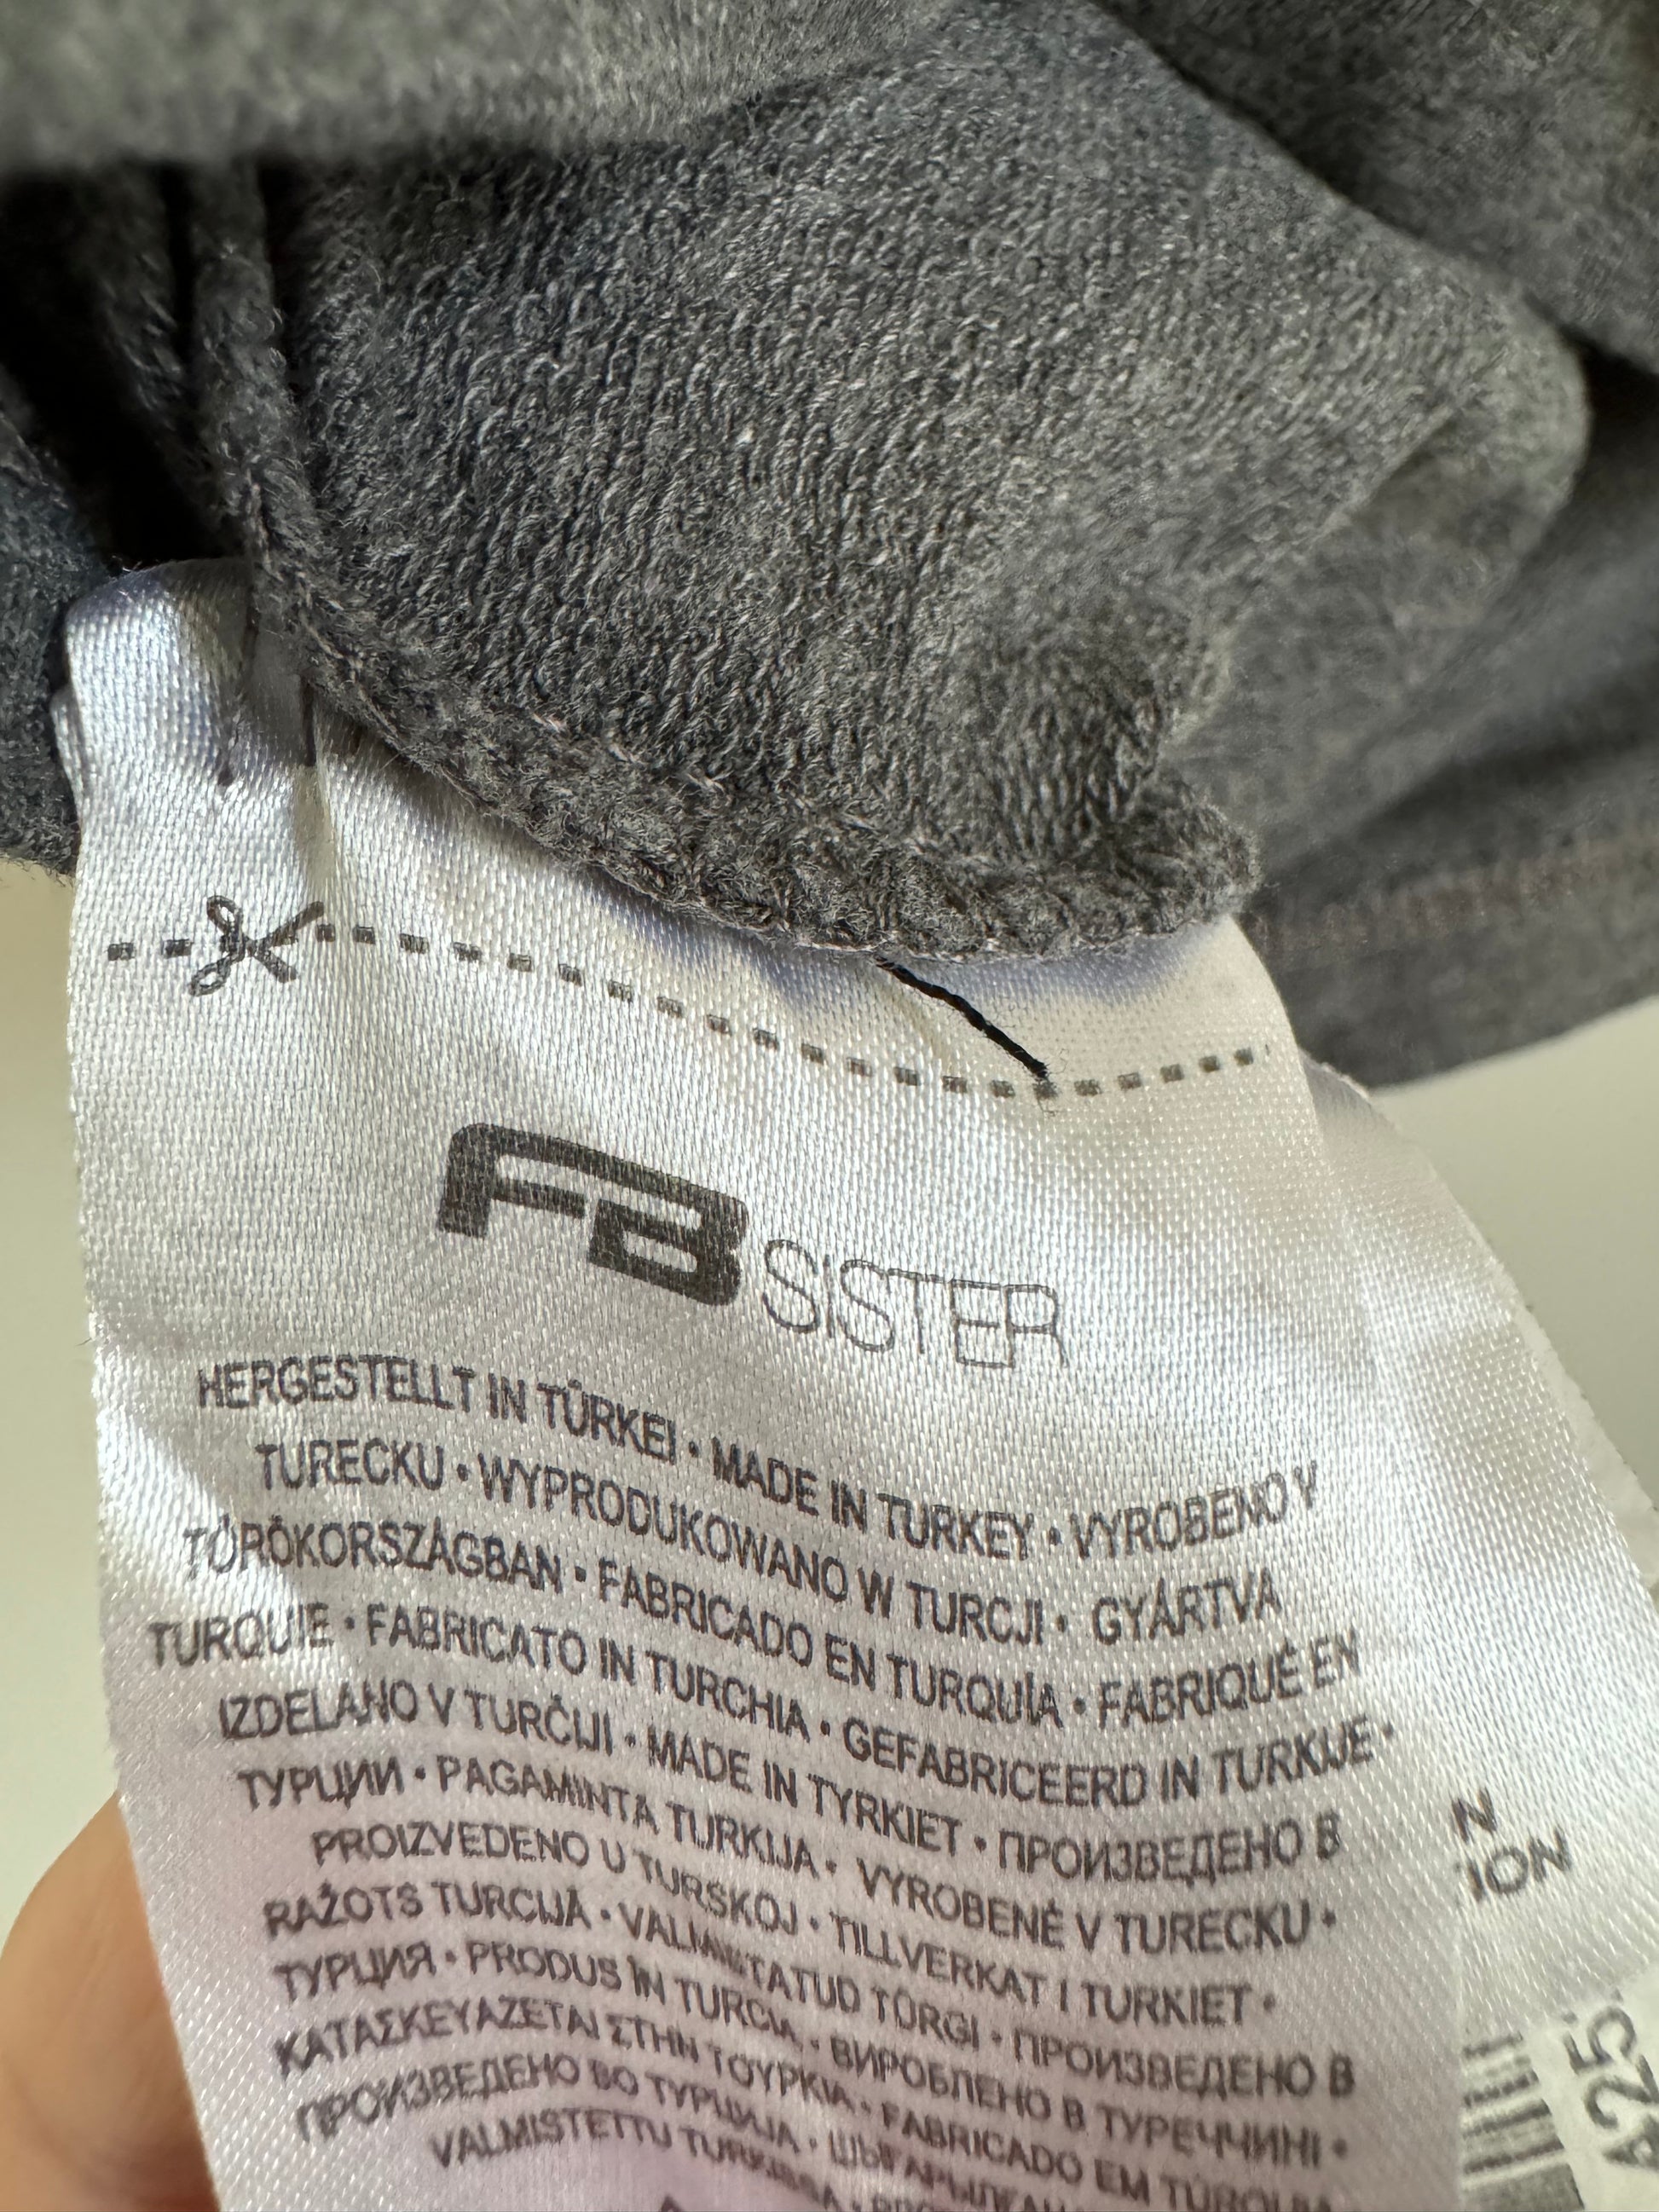 FB SISTER
HERGESTELLT IN TÜRKEI • MADE IN TURKEY • VYROBENO V
TURECKU • WYPRODUKOWANO W TURCJI • GYÁRTVA
TÖRÖKORSZÁGBAN • FABRICADO EN TURQUÍA • FABRIQUÉ EN
TURQUIE • FABRICATO IN TURCHIA • GEFABRICEERD IN TURKIJE •
IZDELANO V TURČIJI • MADE IN TYRKIET • ПРОИЗВЕДЕНО В
ТУРЦИИ • PAGAMINTA TURKIJA • VYROBENÉ V TURECKU •
PROIZVEDENO U TURSKOJ • TILLVERKAT I TURKIET •
RAŽOTS TURCIJĀ • VALMISTATUD TÜRGI • ПРОИЗВЕДЕНО В
ТУРЦИЯ • PRODUS ÎN TURCIA • ВИРОБЛЕНО В ТУРЕЧЧИНІ •
ΚΑΤΑΣΚΕΥΑΖΕΤΑΙ ΣΤΗΝ ΤΟΥΡΚΙΑ • FABRICADO EM
ПРОИЗВЕДЕНО ВО ТУРЦИЈА •
VALMISTETTU
N
ION
A25